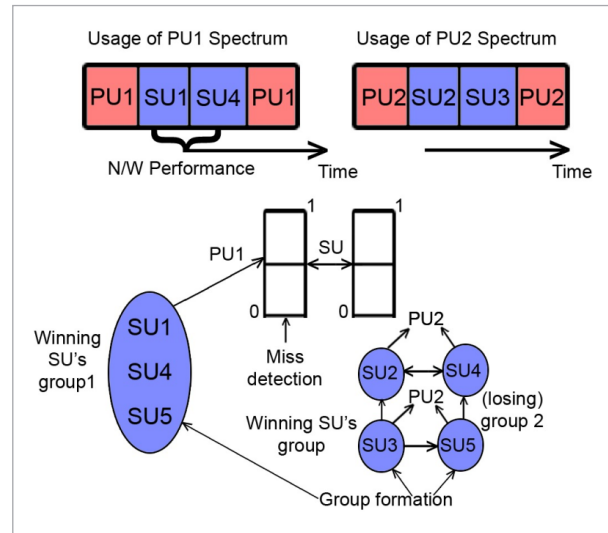 Usage of PU1 Spectrum
Usage of PU2 Spectrum
PU1 SU1 SU4 PU1
PU2 SU2 SU3 PU2
N/W Performance
Time
Time
1
1
PU1
SU
0
0
Miss
detection
Winning
SU's
group1
SU1
SU4
SU5
PU2
SU2
SU4
PU2
(losing)
group 2
Winning SU's
group
SU3
SU5
Group formation